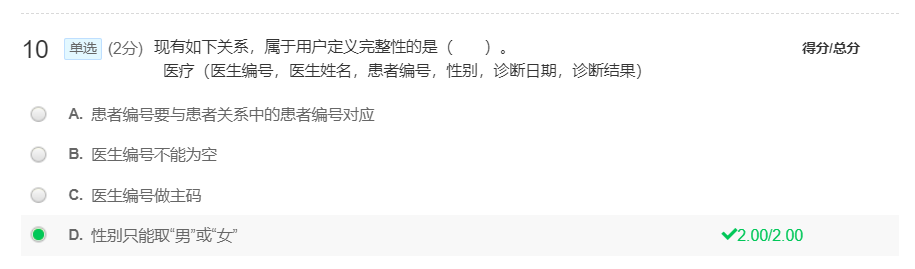 10 单选 (2分) 现有如下关系，属于用户定义完整性的是（　　）。 得分/总分
医疗（医生编号，医生姓名，患者编号，性别，诊断日期，诊断结果）
A. 患者编号要与患者关系中的患者编号对应
B. 医生编号不能为空
C. 医生编号做主码
D. 性别只能取“男”或“女” 2.00/2.00